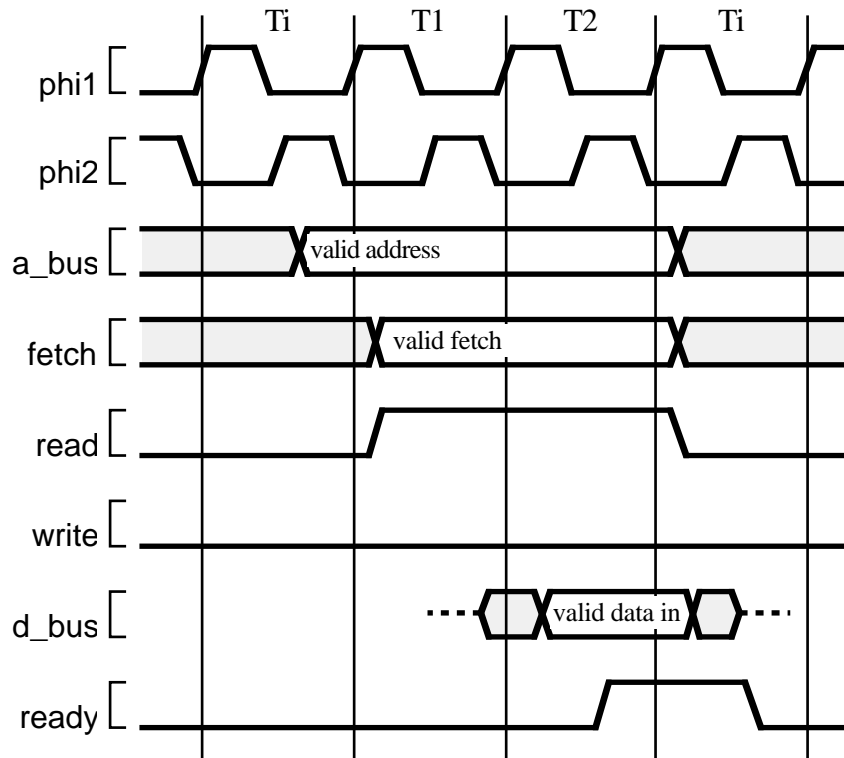 Ti T1 T2 Ti
phi1
phi2
a_bus valid address
fetch valid fetch
read
write
d_bus valid data in
ready